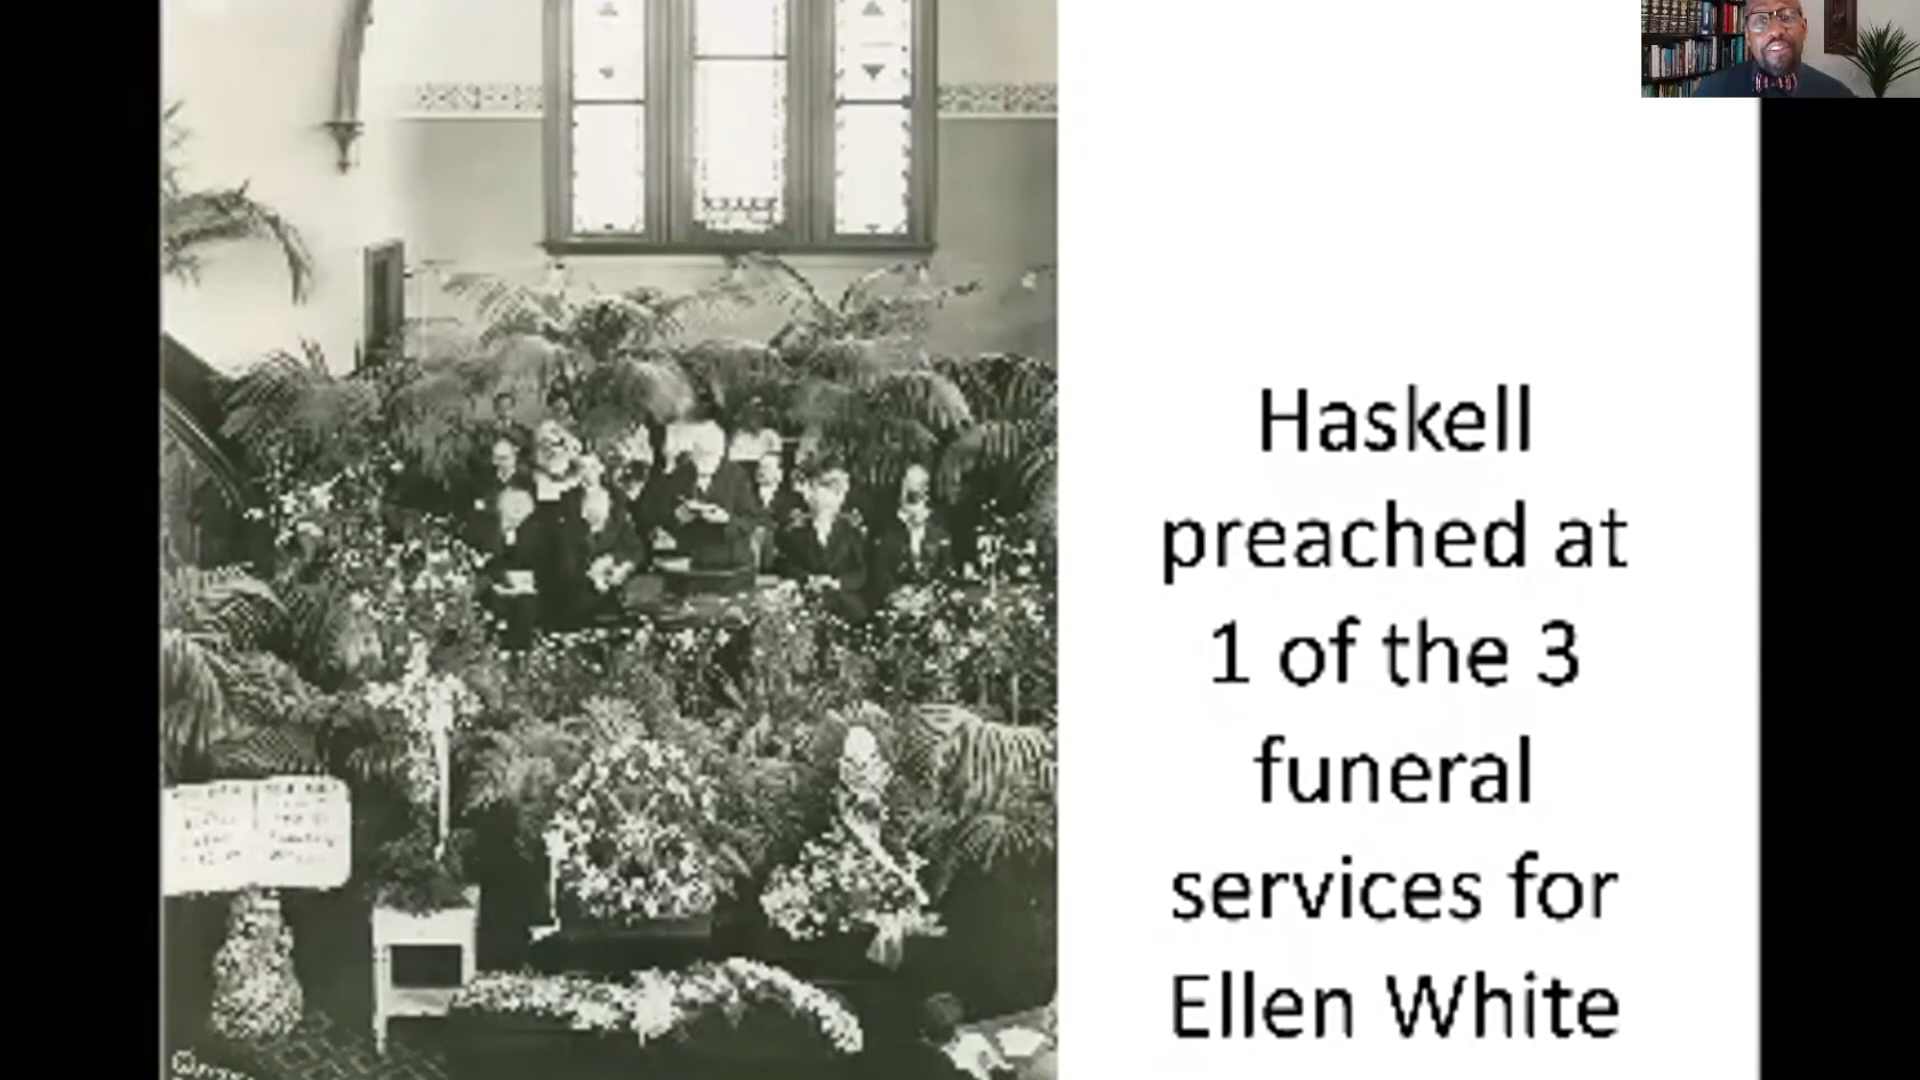 Haskell
preached at
1 of the 3
funeral
services for
Ellen White